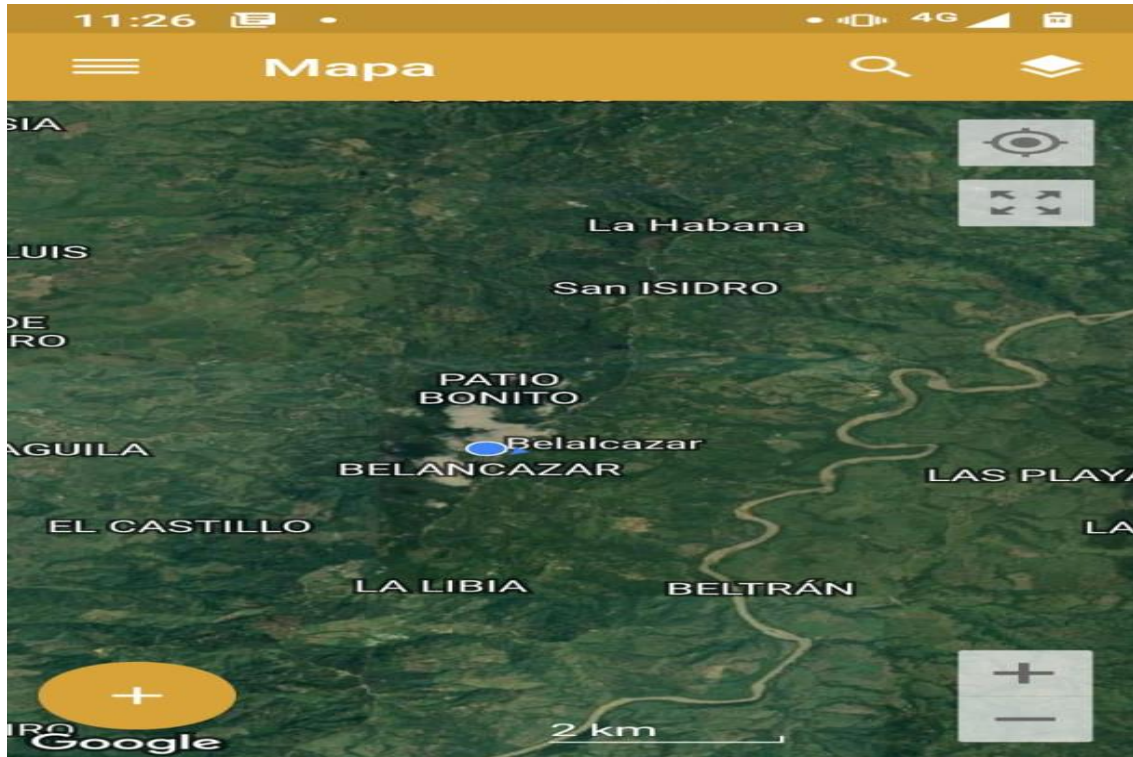 11:26
4G
Mapa
SIA
La Habana
LUIS
San ISIDRO
DE
RO
PATIO
BONITO
AGUILA
Belalcazar
BELANCAZAR
LAS PLAYA
EL CASTILLO
LA
LA LIBIA
BELTRÁN
IRO
Google
2 km